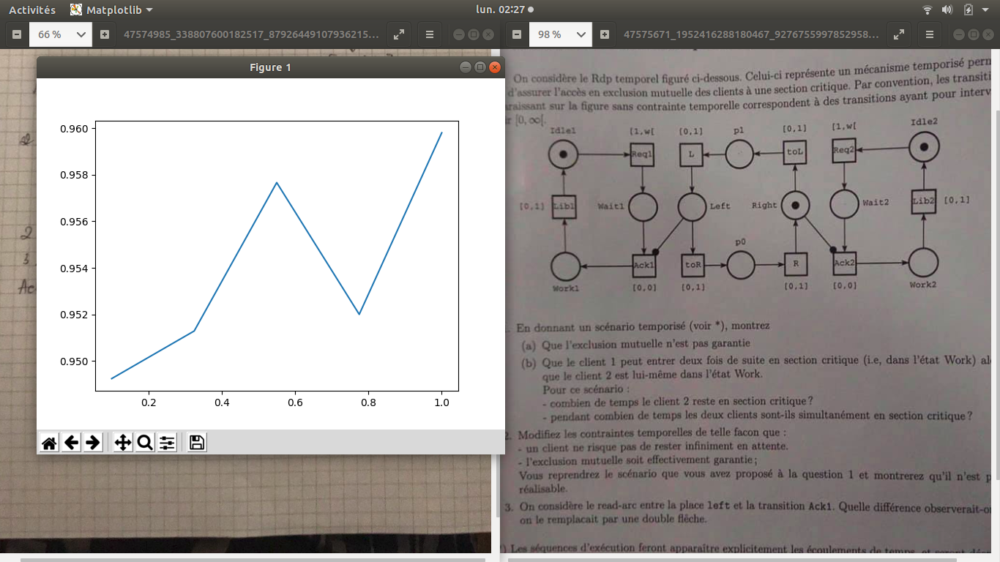 Activités
Matplotlib
lun. 02:27
66 %
47574985_338807600182517_87926449107936215...
98 %
47575671_1952416288180467_9276755997852958...
Figure 1
0.960
0.958
0.956
0.954
0.952
0.950
0.2
0.4
0.6
0.8
1.0
2
3
On considère le Rdp temporel figuré ci-dessous. Celui-ci représente un mécanisme temporisé perm
d'assurer l'accès en exclusion mutuelle des clients à une section critique. Par convention, les transiti
raissant sur la figure sans contrainte temporelle correspondent à des transitions ayant pour interv
r [0, ∞[.
Idle1
[1,w[
[0,1]
p1
[0,1]
[1,w[
Idle2
Req1
L
toL
Req2
[0,1]
Lib1
Wait1
Left
Right
Wait2
Lib2
[0,1]
p0
Ack1
toR
R
Ack2
Work1
[0,0]
[0,1]
[0,1]
[0,0]
Work2
. En donnant un scénario temporisé (voir *), montrez
(a) Que l'exclusion mutuelle n'est pas garantie
(b) Que le client 1 peut entrer deux fois de suite en section critique (i.e, dans l'état Work) al
que le client 2 est lui-même dans l'état Work.
Pour ce scénario :
- combien de temps le client 2 reste en section critique ?
- pendant combien de temps les deux clients sont-ils simultanément en section critique ?
2. Modifiez les contraintes temporelles de telle facon que :
- un client ne risque pas de rester infiniment en attente.
- l'exclusion mutuelle soit effectivement garantie ;
Vous reprendrez le scénario que vous avez proposé à la question 1 et montrerez qu'il n'est p
réalisable.
3. On considère le read-arc entre la place left et la transition Ack1. Quelle différence observerait-o
on le remplacait par une double flêche.
) Les séquences d'exécution feront apparaître explicitement les écoulements de temps, et seront